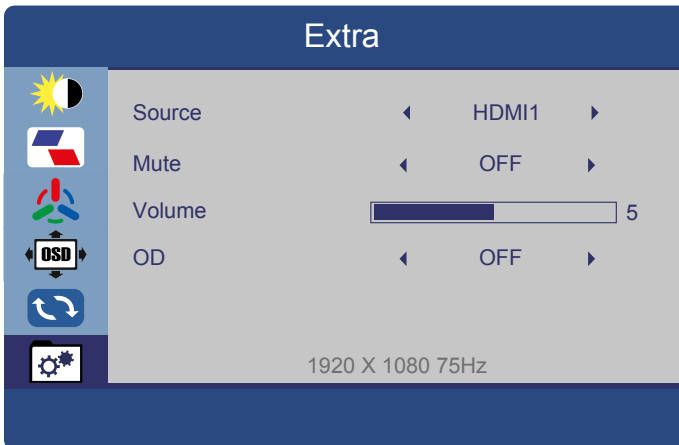 Extra
Source HDMI1
Mute OFF
Volume 5
OSD
OD OFF
1920 X 1080 75Hz